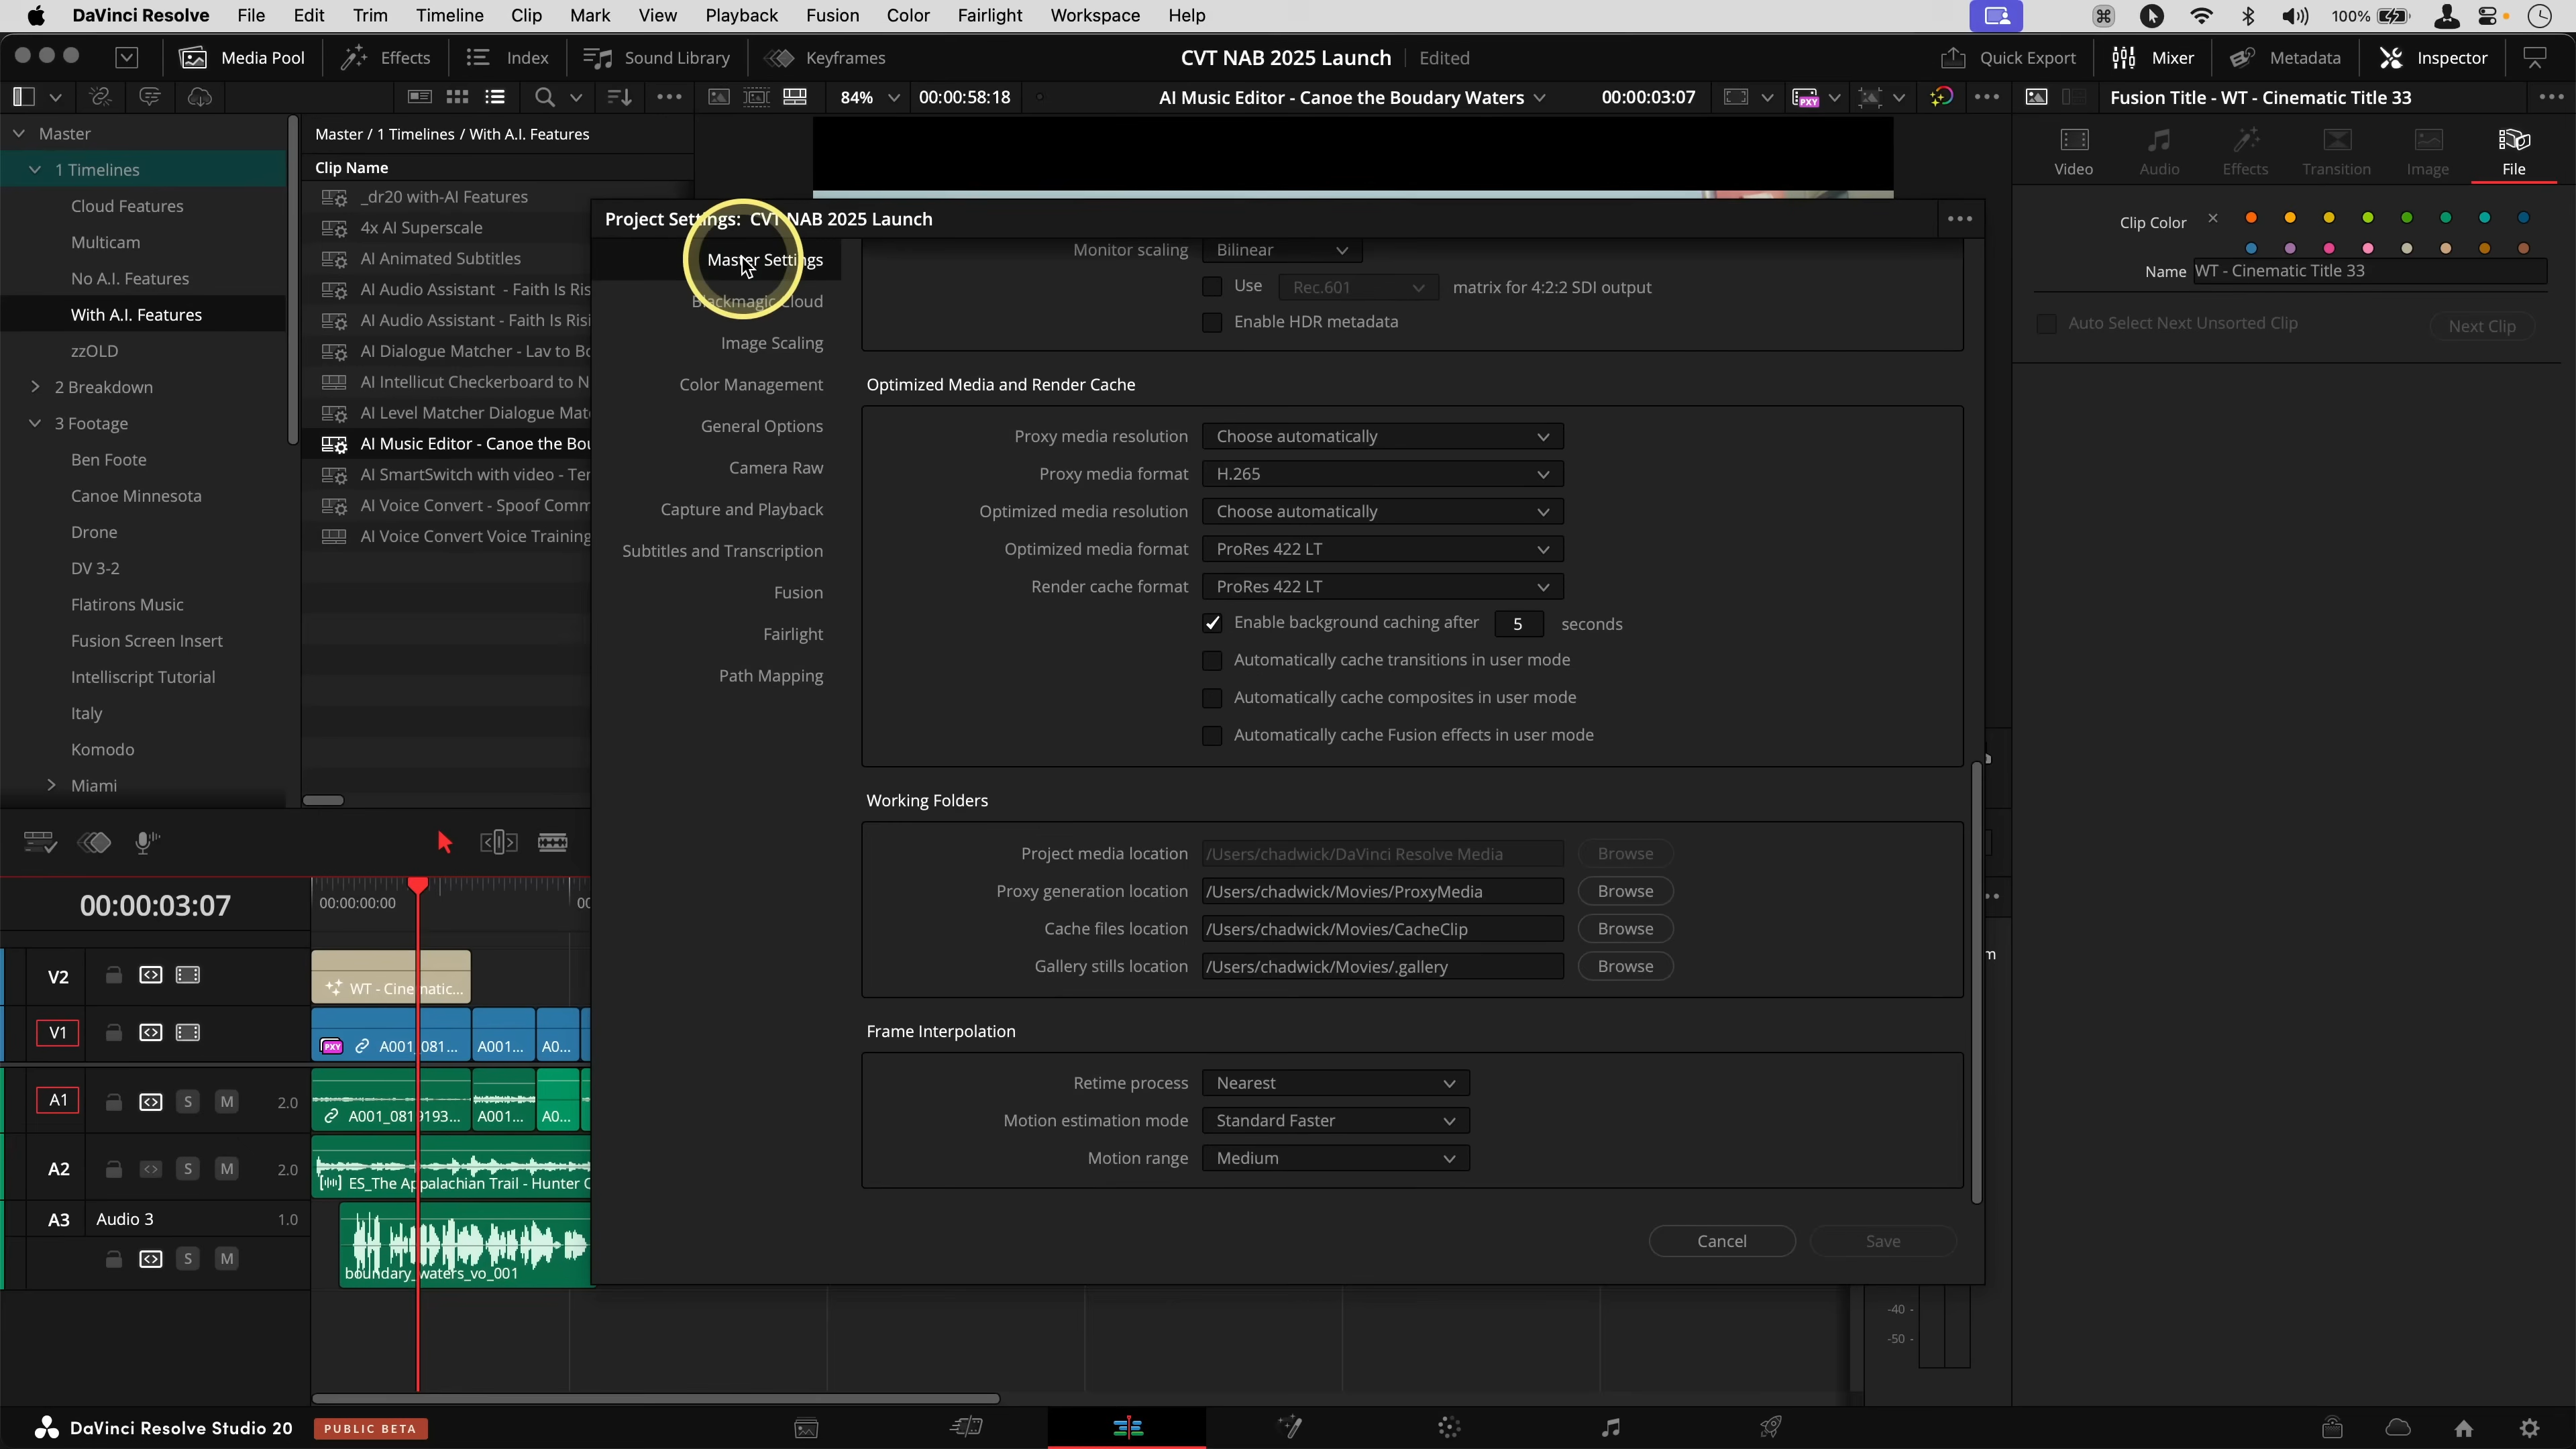 DaVinci Resolve File Edit Trim Timeline Clip Mark View Playback Fusion Color Fairlight Workspace Help 100%
Media Pool Effects Index Sound Library Keyframes CVT NAB 2025 Launch Edited Quick Export Mixer Metadata Inspector
84% 00:00:58:18 AI Music Editor - Canoe the Boudary Waters 00:00:03:07 PXY Fusion Title - WT - Cinematic Title 33
Master
1 Timelines
Cloud Features
Multicam
No A.I. Features
With A.I. Features
zzOLD
2 Breakdown
3 Footage
Ben Foote
Canoe Minnesota
Drone
DV 3-2
Flatirons Music
Fusion Screen Insert
Intelliscript Tutorial
Italy
Komodo
Miami
Master / 1 Timelines / With A.I. Features
Clip Name
_dr20 with-AI Features
4x AI Superscale
AI Animated Subtitles
AI Audio Assistant - Faith Is Ris
AI Audio Assistant - Faith Is Risi
AI Dialogue Matcher - Lav to Bo
AI Intellicut Checkerboard to N
AI Level Matcher Dialogue Mat
AI Music Editor - Canoe the Bou
AI SmartSwitch with video - Ter
AI Voice Convert - Spoof Comm
AI Voice Convert Voice Training
Project Settings: CVT NAB 2025 Launch
Master Settings
Blackmagic Cloud
Image Scaling
Color Management
General Options
Camera Raw
Capture and Playback
Subtitles and Transcription
Fusion
Fairlight
Path Mapping
Monitor scaling Bilinear
Use Rec.601 matrix for 4:2:2 SDI output
Enable HDR metadata
Optimized Media and Render Cache
Proxy media resolution Choose automatically
Proxy media format H.265
Optimized media resolution Choose automatically
Optimized media format ProRes 422 LT
Render cache format ProRes 422 LT
Enable background caching after 5 seconds
Automatically cache transitions in user mode
Automatically cache composites in user mode
Automatically cache Fusion effects in user mode
Working Folders
Project media location /Users/chadwick/DaVinci Resolve Media Browse
Proxy generation location /Users/chadwick/Movies/ProxyMedia Browse
Cache files location /Users/chadwick/Movies/CacheClip Browse
Gallery stills location /Users/chadwick/Movies/.gallery Browse
Frame Interpolation
Retime process Nearest
Motion estimation mode Standard Faster
Motion range Medium
Cancel Save
Video Audio Effects Transition Image File
Clip Color
Name WT - Cinematic Title 33
Auto Select Next Unsorted Clip Next Clip
m
-40
-50
00:00:03:07 00:00:00:00 00
V2 WT - Cinematic...
V1 PXY A001_081... A001... A0...
A1 S M 2.0 A001_0819193... A001... A0...
A2 S M 2.0 ES_The Appalachian Trail - Hunter Q
A3 Audio 3 1.0
S M boundary_waters_vo_001
DaVinci Resolve Studio 20 PUBLIC BETA